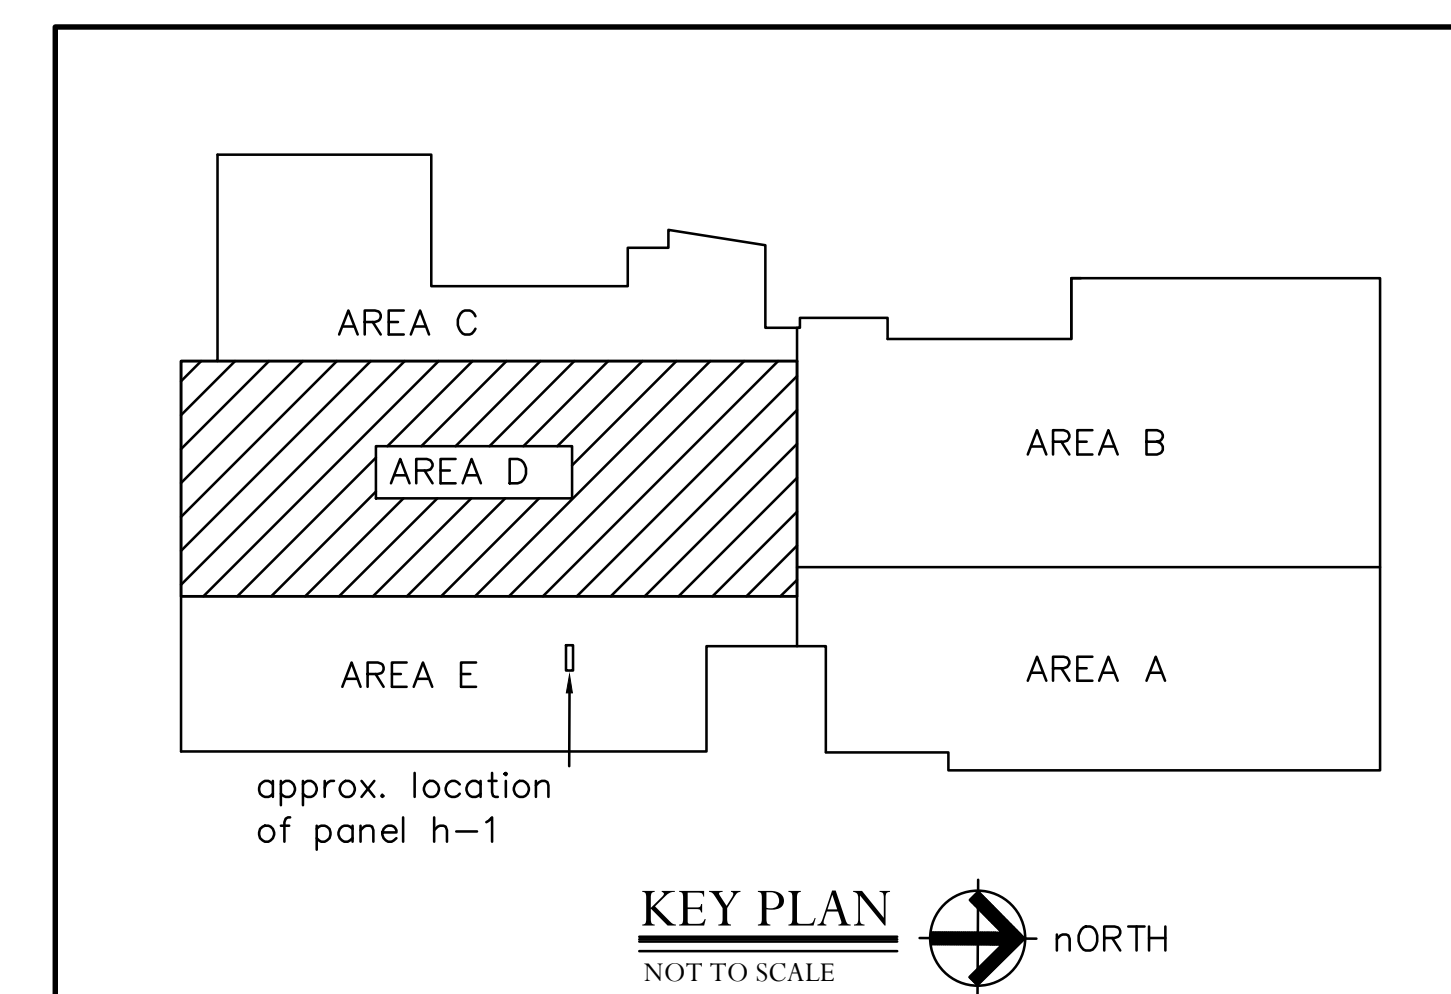 AREA C
AREA B
AREA D
AREA E
AREA A
approx. location
of panel h-1
KEY PLAN
NOT TO SCALE
nORTH